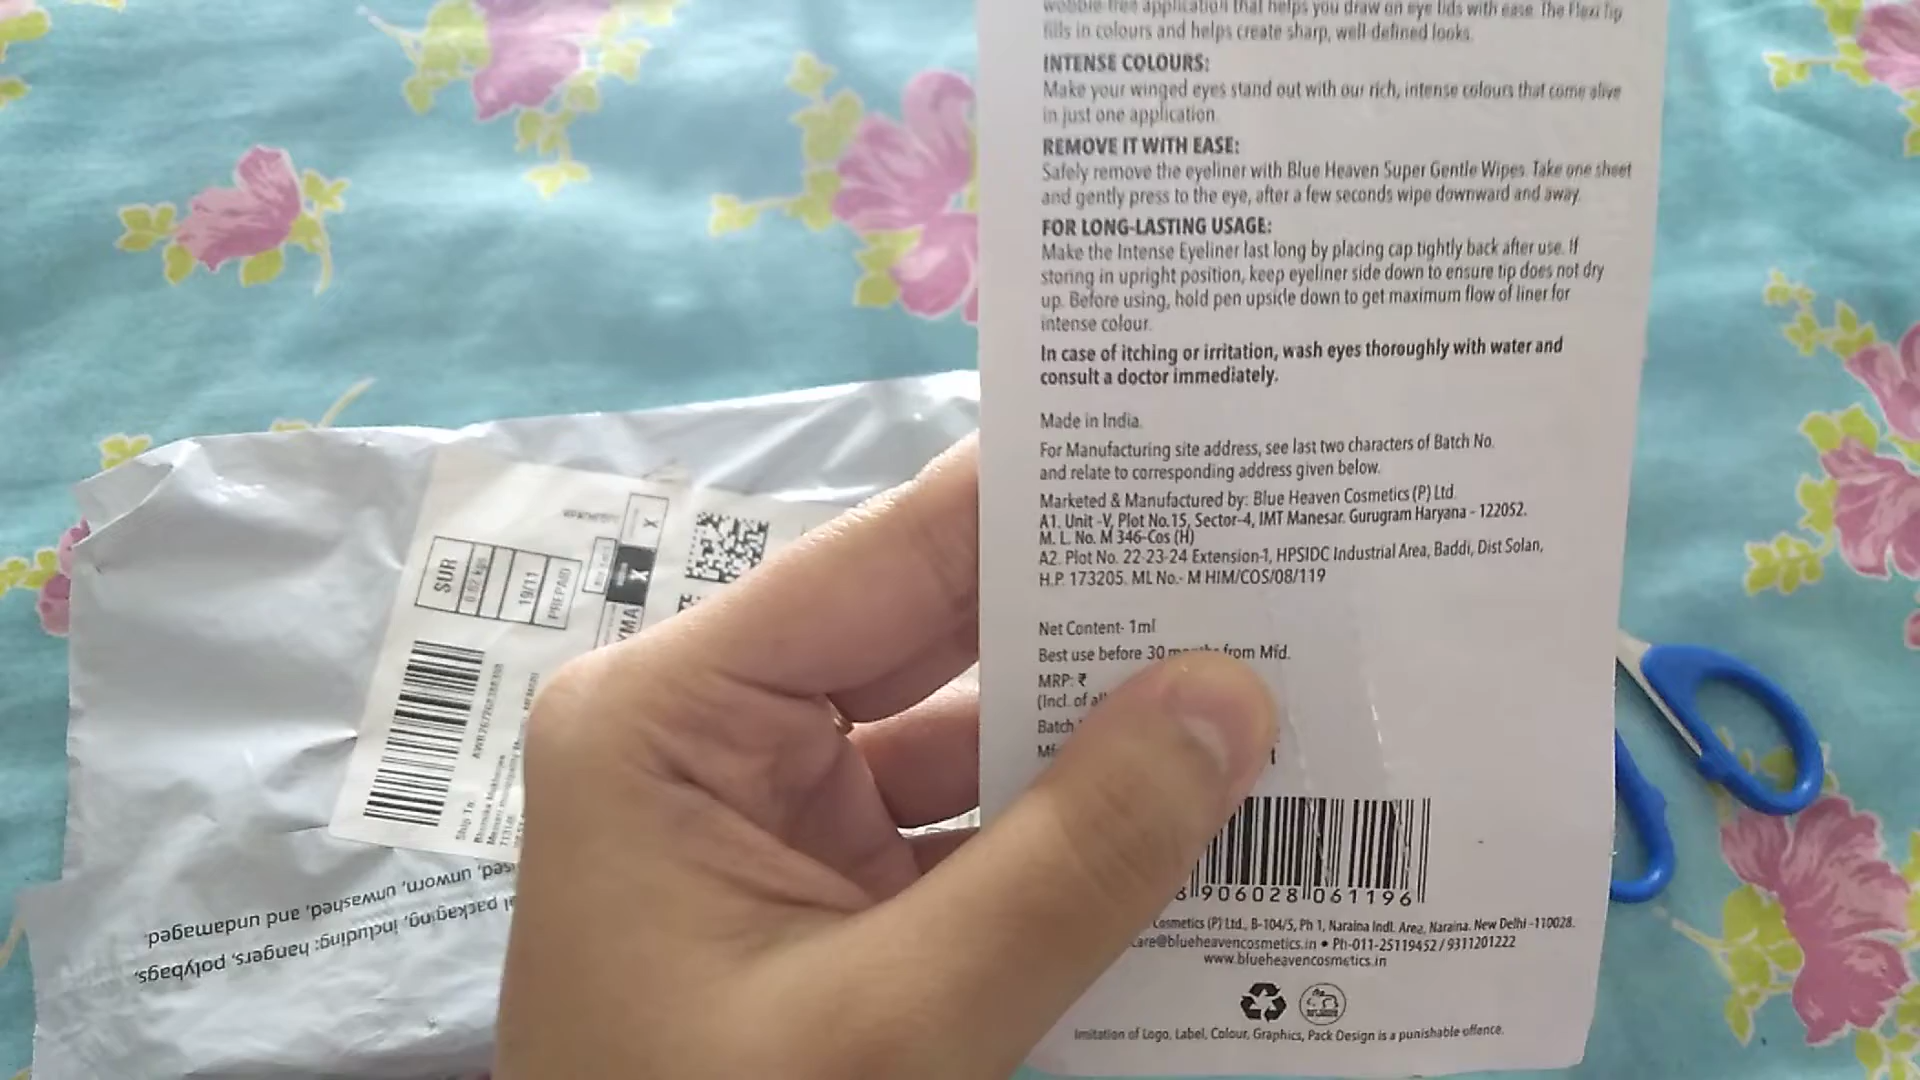 wobble-free application that helps you draw on eye lids with ease. The Flexi Tip
fills in colours and helps create sharp, well-defined looks.
INTENSE COLOURS:
Make your winged eyes stand out with our rich, intense colours that come alive
in just one application.
REMOVE IT WITH EASE:
Safely remove the eyeliner with Blue Heaven Super Gentle Wipes. Take one sheet
and gently press to the eye, after a few seconds wipe downward and away.
FOR LONG-LASTING USAGE:
Make the Intense Eyeliner last long by placing cap tightly back after use. If
storing in upright position, keep eyeliner side down to ensure tip does not dry
up. Before using, hold pen upside down to get maximum flow of liner for
intense colour.
In case of itching or irritation, wash eyes thoroughly with water and
consult a doctor immediately.
Made in India.
For Manufacturing site address, see last two characters of Batch No.
and relate to corresponding address given below.
Marketed & Manufactured by: Blue Heaven Cosmetics (P) Ltd.
A1. Unit -V, Plot No. 15, Sector-4, IMT Manesar. Gurugram Haryana - 122052.
M. L. No. M 346-Cos (H)
A2. Plot No. 22-23-24 Extension-1, HPSIDC Industrial Area, Baddi, Dist Solan,
H.P. 173205. ML No.- M HIM/COS/08/119
Net Content- 1ml
Best use before 30 from Mfd.
MRP: ₹
(Incl. of
Batch
8 906028 061196
Cosmetics (P) Ltd., B-104/5, Ph 1, Naraina Indl. Area, Naraina. New Delhi -110028.
care@blueheavencosmetics.in • Ph-011-25119452 / 9311201222
www.blueheavencosmetics.in
Imitation of Logo, Label, Colour, Graphics, Pack Design is a punishable offence.
SUR
0.02 kgs
19/11
PREPAID
X
X
Ship To:
packaging, including: hangers, polybags,
unworn, unwashed, and undamaged.